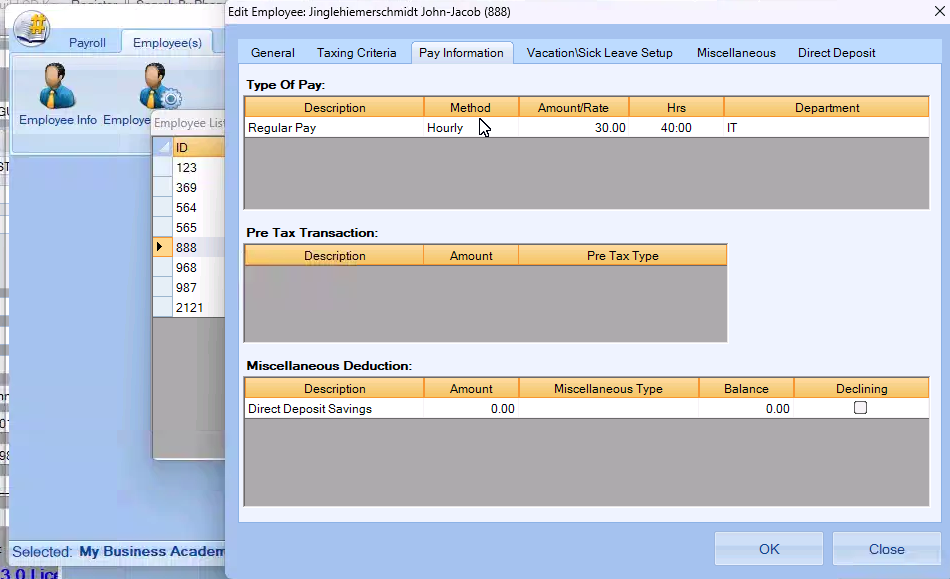 Edit Employee: Jinglehiemerschmidt John-Jacob (888)
Payroll Employee(s)
General Taxing Criteria Pay Information Vacation\Sick Leave Setup Miscellaneous Direct Deposit
Employee Info Employe
Employee List
ID
123
369
564
565
888
968
987
2121
Type Of Pay:
Description Method Amount/Rate Hrs Department
Regular Pay Hourly 30.00 40:00 IT
Pre Tax Transaction:
Description Amount Pre Tax Type
Miscellaneous Deduction:
Description Amount Miscellaneous Type Balance Declining
Direct Deposit Savings 0.00 0.00
OK Close
Selected: My Business Academ